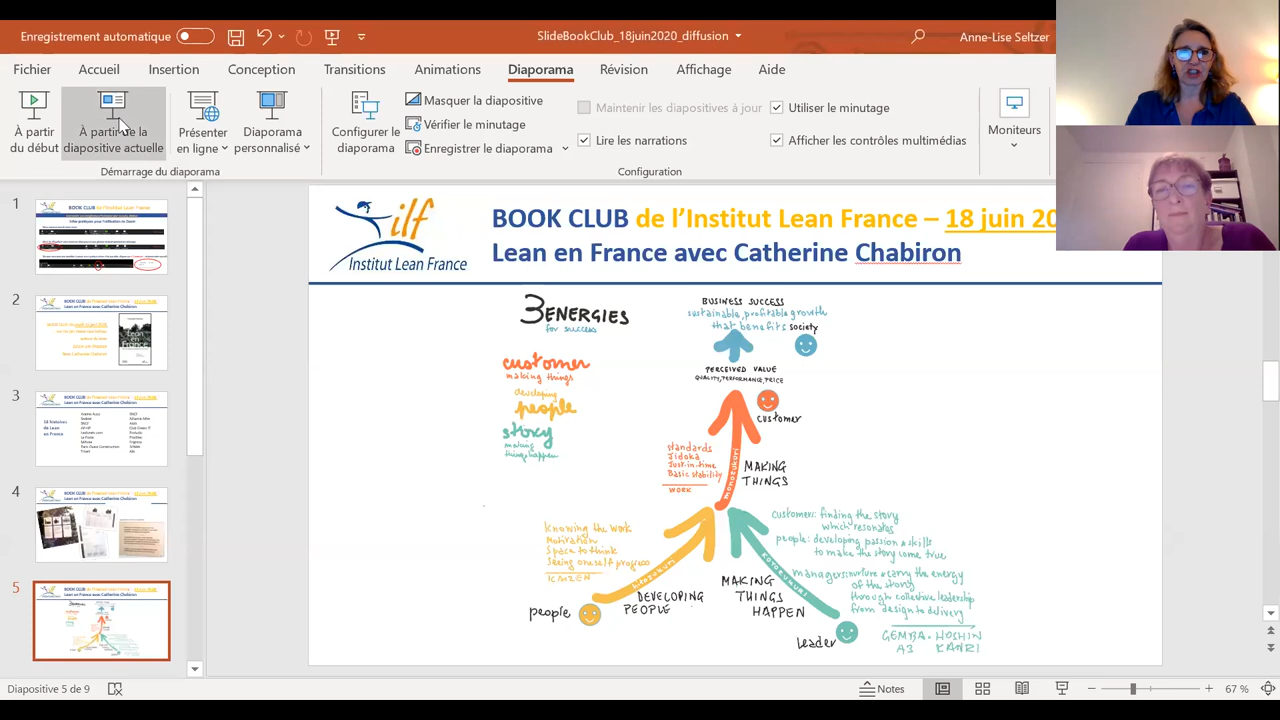 Enregistrement automatique
SlideBookClub_18juin2020_diffusion
Anne-Lise Seltzer
Fichier Accueil Insertion Conception Transitions Animations Diaporama Révision Affichage Aide
À partir du début
À partir de la diapositive actuelle
Présenter en ligne
Diaporama personnalisé
Configurer le diaporama
Masquer la diapositive
Vérifier le minutage
Enregistrer le diaporama
Maintenir les diapositives à jour
Lire les narrations
Utiliser le minutage
Afficher les contrôles multimédias
Moniteurs
Démarrage du diaporama
Configuration
1
2
3
4
5
ilf
Institut Lean France
BOOK CLUB de l'Institut Lean France – 18 juin 20
Lean en France avec Catherine Chabiron
3 ENERGIES
for success
customer
making things
developing
people
story
making
things happen
BUSINESS SUCCESS
sustainable, profitable growth
that benefits society
PERCEIVED VALUE
QUALITY, PERFORMANCE, PRICE
customer
standards
Jidoka
Just-in-time
Basic stability
WORK
monozukuri
MAKING
THINGS
Knowing the work
Motivation
Space to think
Seeing oneself progress
KAIZEN
hitozukuri
people
DEVELOPING
PEOPLE
MAKING
THINGS
HAPPEN
leader
customers: finding the story
which resonates
people: developing passion & skills
to make the story come true
managers: nurture & carry the energy
of the story
through collective leadership
from design to delivery
GEMBA · HOSHIN
A3 KANRI
Diapositive 5 de 9
Notes
67 %